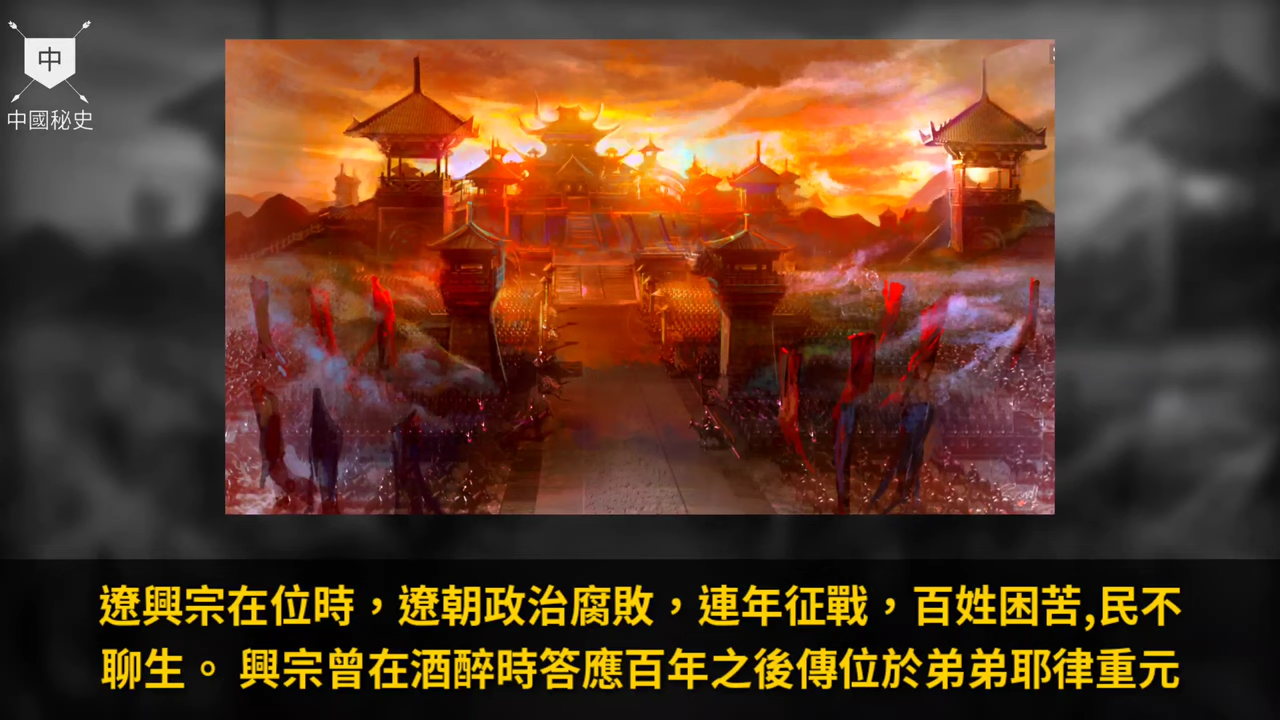 中
中國秘史
遼興宗在位時，遼朝政治腐敗，連年征戰，百姓困苦,民不
聊生。 興宗曾在酒醉時答應百年之後傳位於弟弟耶律重元